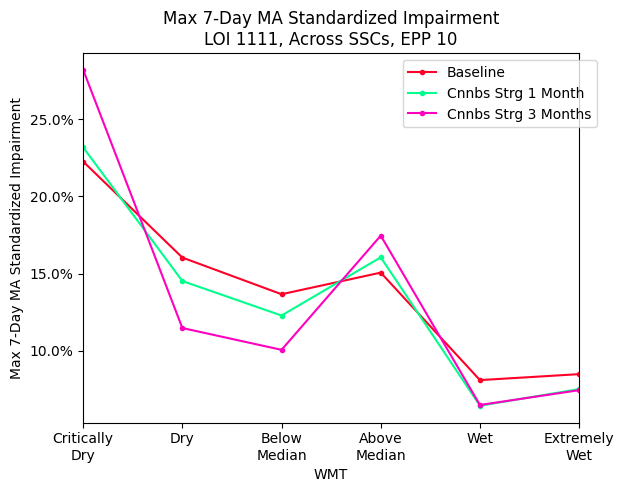 Max 7-Day MA Standardized Impairment
LOI 1111, Across SSCs, EPP 10
Baseline
Cnnbs Strg 1 Month
Cnnbs Strg 3 Months
Max 7-Day MA Standardized Impairment
25.0%
20.0%
15.0%
10.0%
Critically
Dry
Dry
Below
Median
Above
Median
Wet
Extremely
Wet
WMT